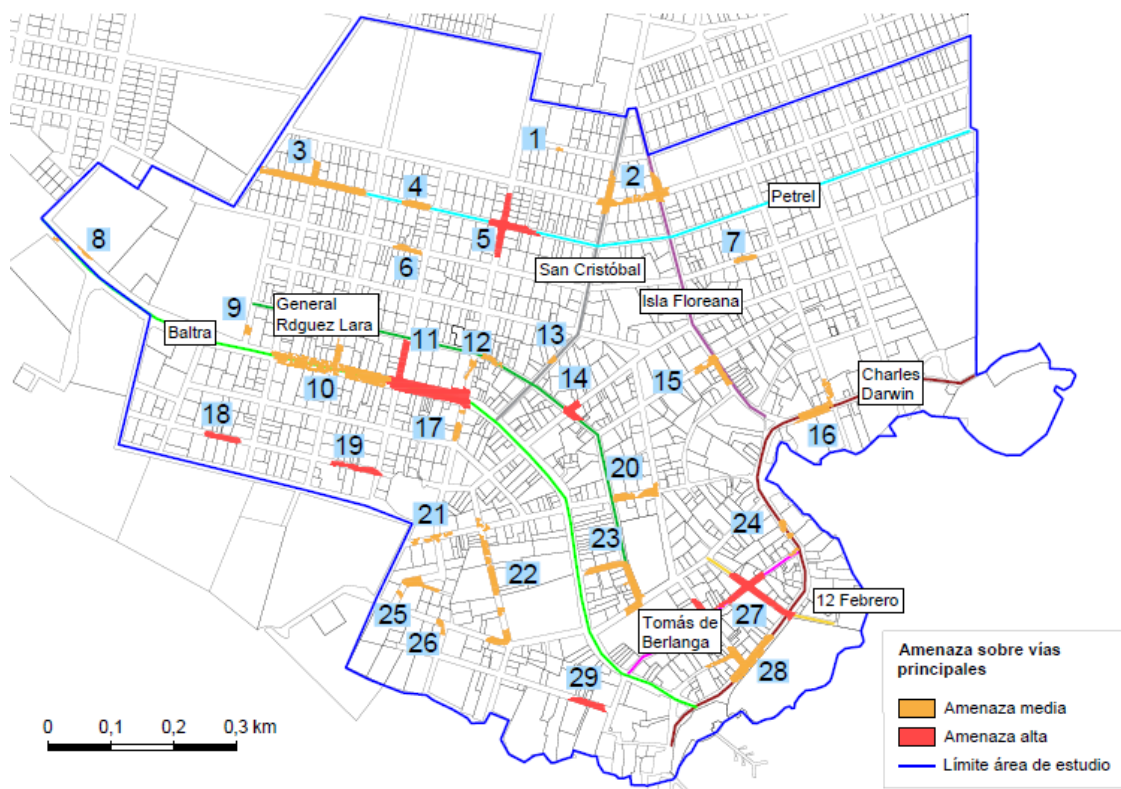 1
3
2
4
Petrel
5
7
8
6
San Cristóbal
Isla Floreana
9
General
Rdguez Lara
Baltra
11
12
13
14
15
Charles
Darwin
10
16
18
17
19
20
21
24
23
22
12 Febrero
25
27
Tomás de
Berlanga
26
28
29
0
0,1
0,2
0,3 km
Amenaza sobre vías
principales
Amenaza media
Amenaza alta
Límite área de estudio